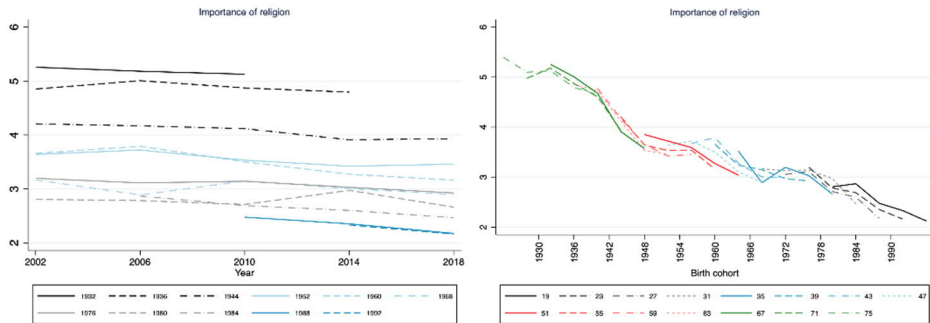 Importance of religion
6
5
4
3
2
2002 2006 2010 2014 2018
Year
1932 1936 1944 1952 1960 1968
1976 1980 1984 1988 1992
Importance of religion
6
5
4
3
2
1930 1936 1942 1948 1954 1960 1966 1972 1978 1984 1990
Birth cohort
19 23 27 31 35 39 43 47
51 55 59 63 67 71 75